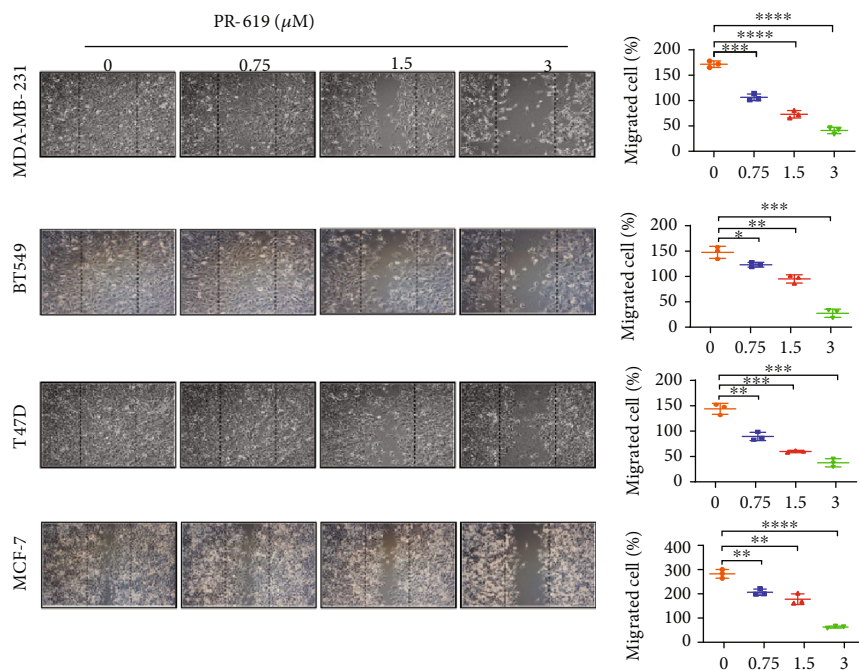 PR-619 (μM)
0 0.75 1.5 3
MDA-MB-231
BT549
T47D
MCF-7
****
****
***
Migrated cell (%)
200
150
100
50
0
0 0.75 1.5 3
***
**
*
Migrated cell (%)
200
150
100
50
0
0 0.75 1.5 3
***
***
**
Migrated cell (%)
200
150
100
50
0
0 0.75 1.5 3
****
**
**
Migrated cell (%)
400
300
200
100
0
0 0.75 1.5 3